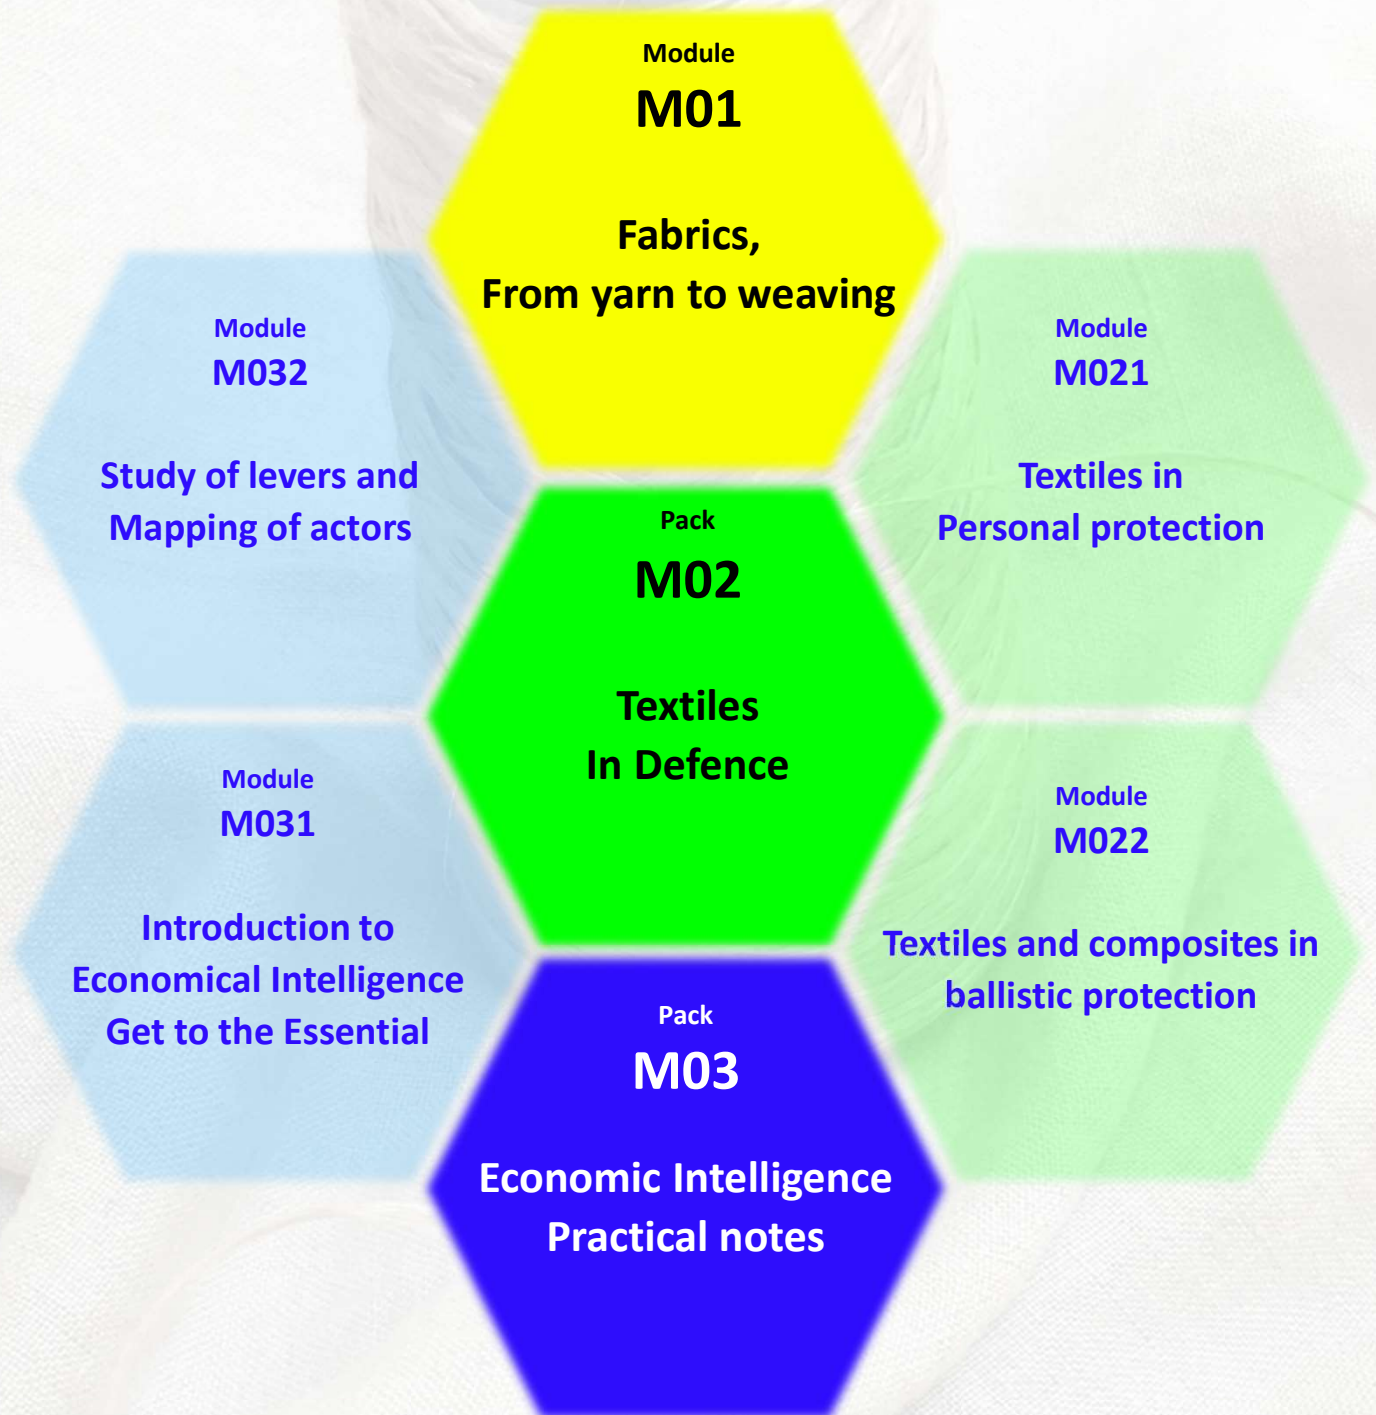 Module
M01
Fabrics,
From yarn to weaving
Module
M032
Study of levers and
Mapping of actors
Module
M021
Textiles in
Personal protection
Pack
M02
Textiles
In Defence
Module
M031
Introduction to
Economical Intelligence
Get to the Essential
Module
M022
Textiles and composites in
ballistic protection
Pack
M03
Economic Intelligence
Practical notes